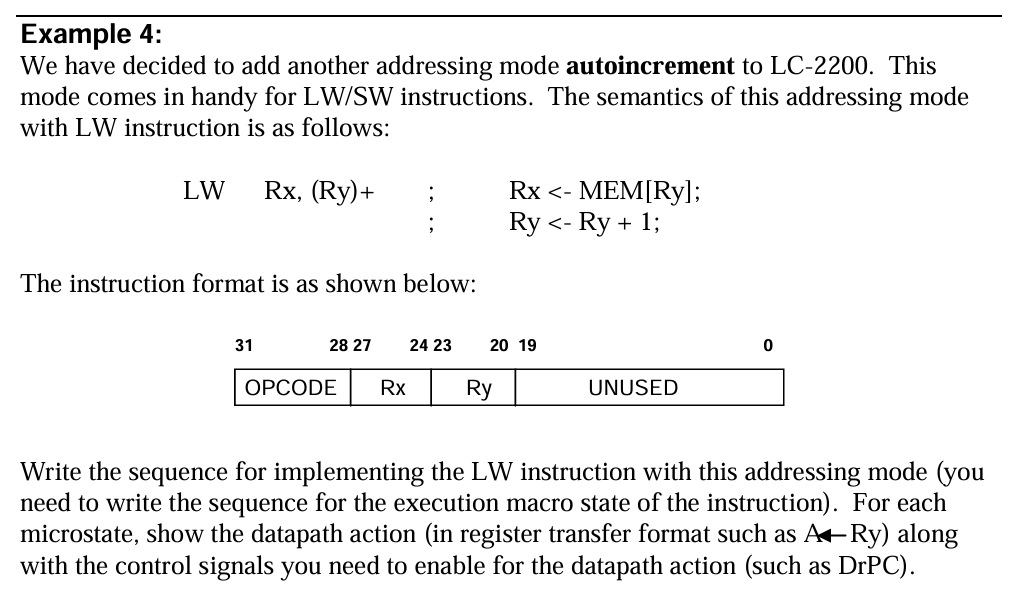 Example 4:
We have decided to add another addressing mode autoincrement to LC-2200. This
mode comes in handy for LW/SW instructions. The semantics of this addressing mode
with LW instruction is as follows:
LW Rx, (Ry)+ ; Rx <- MEM[Ry];
; Ry <- Ry + 1;
The instruction format is as shown below:
31 28 27 24 23 20 19 0
OPCODE Rx Ry UNUSED
Write the sequence for implementing the LW instruction with this addressing mode (you
need to write the sequence for the execution macro state of the instruction). For each
microstate, show the datapath action (in register transfer format such as A←Ry) along
with the control signals you need to enable for the datapath action (such as DrPC).